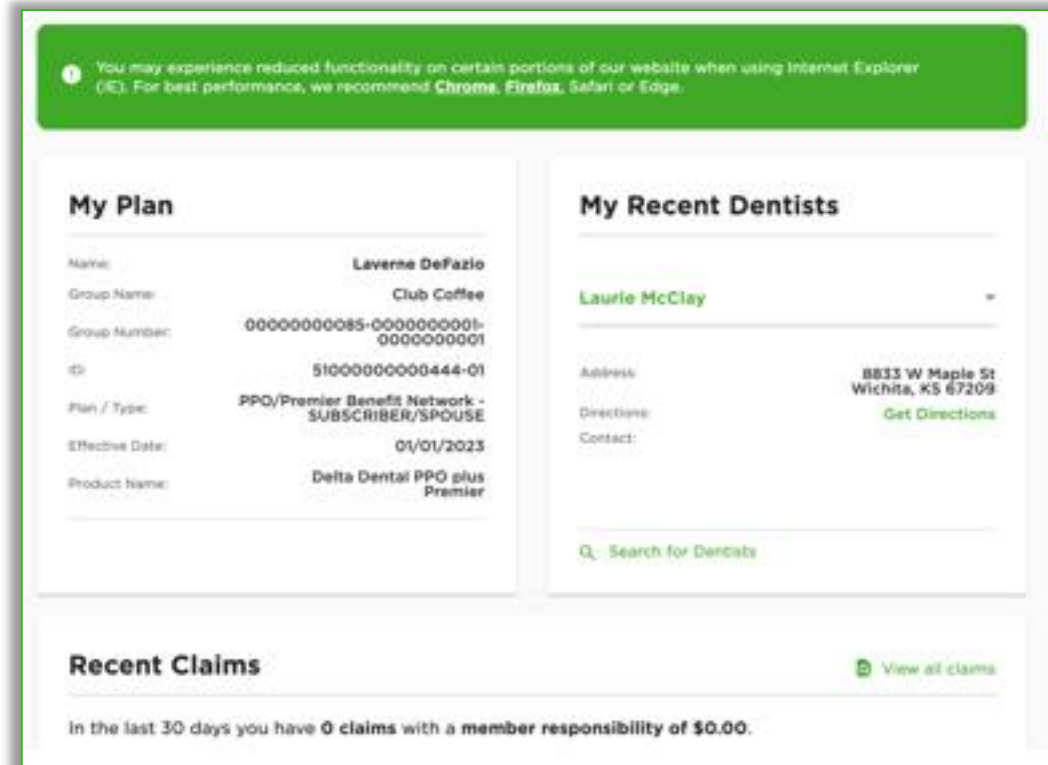 You may experience reduced functionality on certain portions of our website when using Internet Explorer
(IE). For best performance, we recommend Chrome, Firefox, Safari or Edge.
My Plan
Name: Laverne DeFazio
Group Name: Club Coffee
Group Number: 00000000085-0000000001-
0000000001
ID: 51000000000444-01
Plan / Type: PPO/Premier Benefit Network -
SUBSCRIBER/SPOUSE
Effective Date: 01/01/2023
Product Name: Delta Dental PPO plus
Premier
My Recent Dentists
Laurie McClay
Address: 8833 W Maple St
Wichita, KS 67209
Directions: Get Directions
Contact:
Search for Dentists
Recent Claims
View all claims
In the last 30 days you have 0 claims with a member responsibility of $0.00.